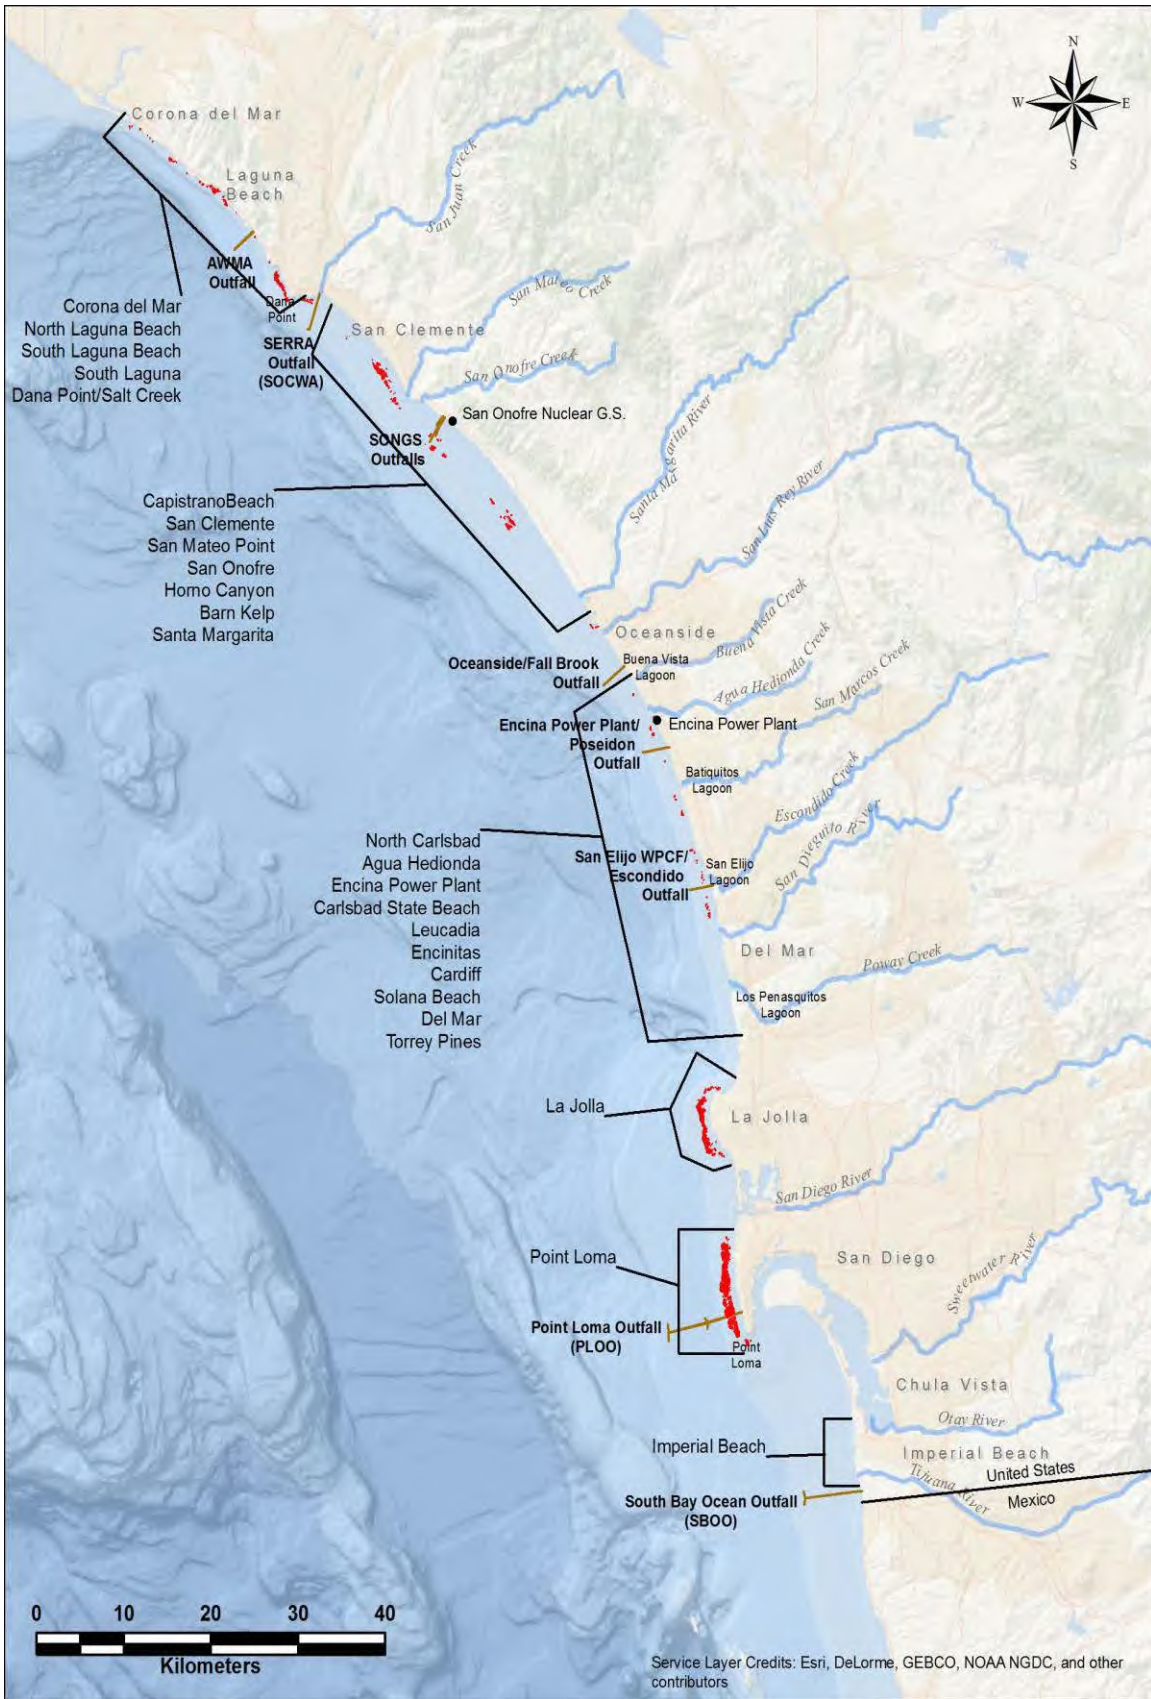 N
W
E
S
Corona del Mar
Laguna
Beach
San Juan Creek
AWMA
Outfall
Dana
Point
San Mateo Creek
Corona del Mar
North Laguna Beach
South Laguna Beach
South Laguna
Dana Point/Salt Creek
SERRA
Outfall
(SOCWA)
San Clemente
San Onofre Creek
San Onofre Nuclear G.S.
SONGS
Outfalls
Santa Margarita River
San Luis Rey River
CapistranoBeach
San Clemente
San Mateo Point
San Onofre
Horno Canyon
Barn Kelp
Santa Margarita
Oceanside
Buena Vista Creek
Oceanside/Fall Brook
Outfall
Buena Vista
Lagoon
Agua Hedionda Creek
San Marcos Creek
Encina Power Plant/
Poseidon
Outfall
Encina Power Plant
Batiquitos
Lagoon
Escondido Creek
San Dieguito River
North Carlsbad
Agua Hedionda
Encina Power Plant
Carlsbad State Beach
Leucadia
Encinitas
Cardiff
Solana Beach
Del Mar
Torrey Pines
San Elijo WPCF/
Escondido
Outfall
San Elijo
Lagoon
Del Mar
Poway Creek
Los Penasquitos
Lagoon
La Jolla
La Jolla
San Diego River
Point Loma
San Diego
Sweetwater River
Point Loma Outfall
(PLOO)
Point
Loma
Chula Vista
Otay River
Imperial Beach
Imperial Beach
Tijuana River
United States
Mexico
South Bay Ocean Outfall
(SBOO)
0 10 20 30 40
Kilometers
Service Layer Credits: Esri, DeLorme, GEBCO, NOAA NGDC, and other
contributors